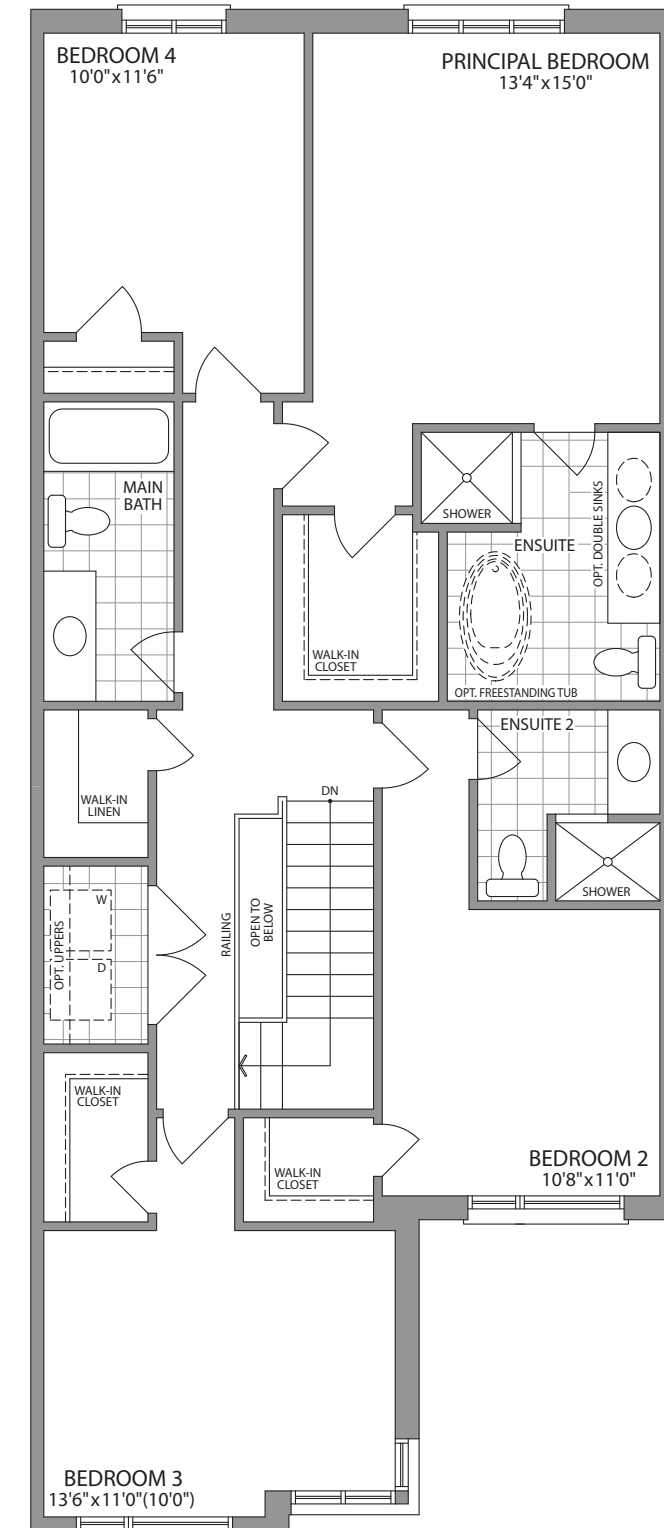 BEDROOM 4
10'0"x11'6"
PRINCIPAL BEDROOM
13'4"x15'0"
MAIN
BATH
SHOWER
ENSUITE
OPT. DOUBLE SINKS
WALK-IN
CLOSET
OPT. FREESTANDING TUB
ENSUITE 2
WALK-IN
LINEN
DN
SHOWER
OPT. UPPERS
W
D
RAILING
OPEN TO
BELOW
WALK-IN
CLOSET
WALK-IN
CLOSET
BEDROOM 2
10'8"x11'0"
BEDROOM 3
13'6"x11'0"(10'0")